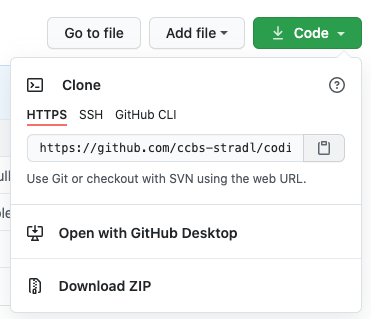 Go to file Add file Code
Clone
HTTPS SSH GitHub CLI
https://github.com/ccbs-stradl/codi
Use Git or checkout with SVN using the web URL.
Open with GitHub Desktop
Download ZIP